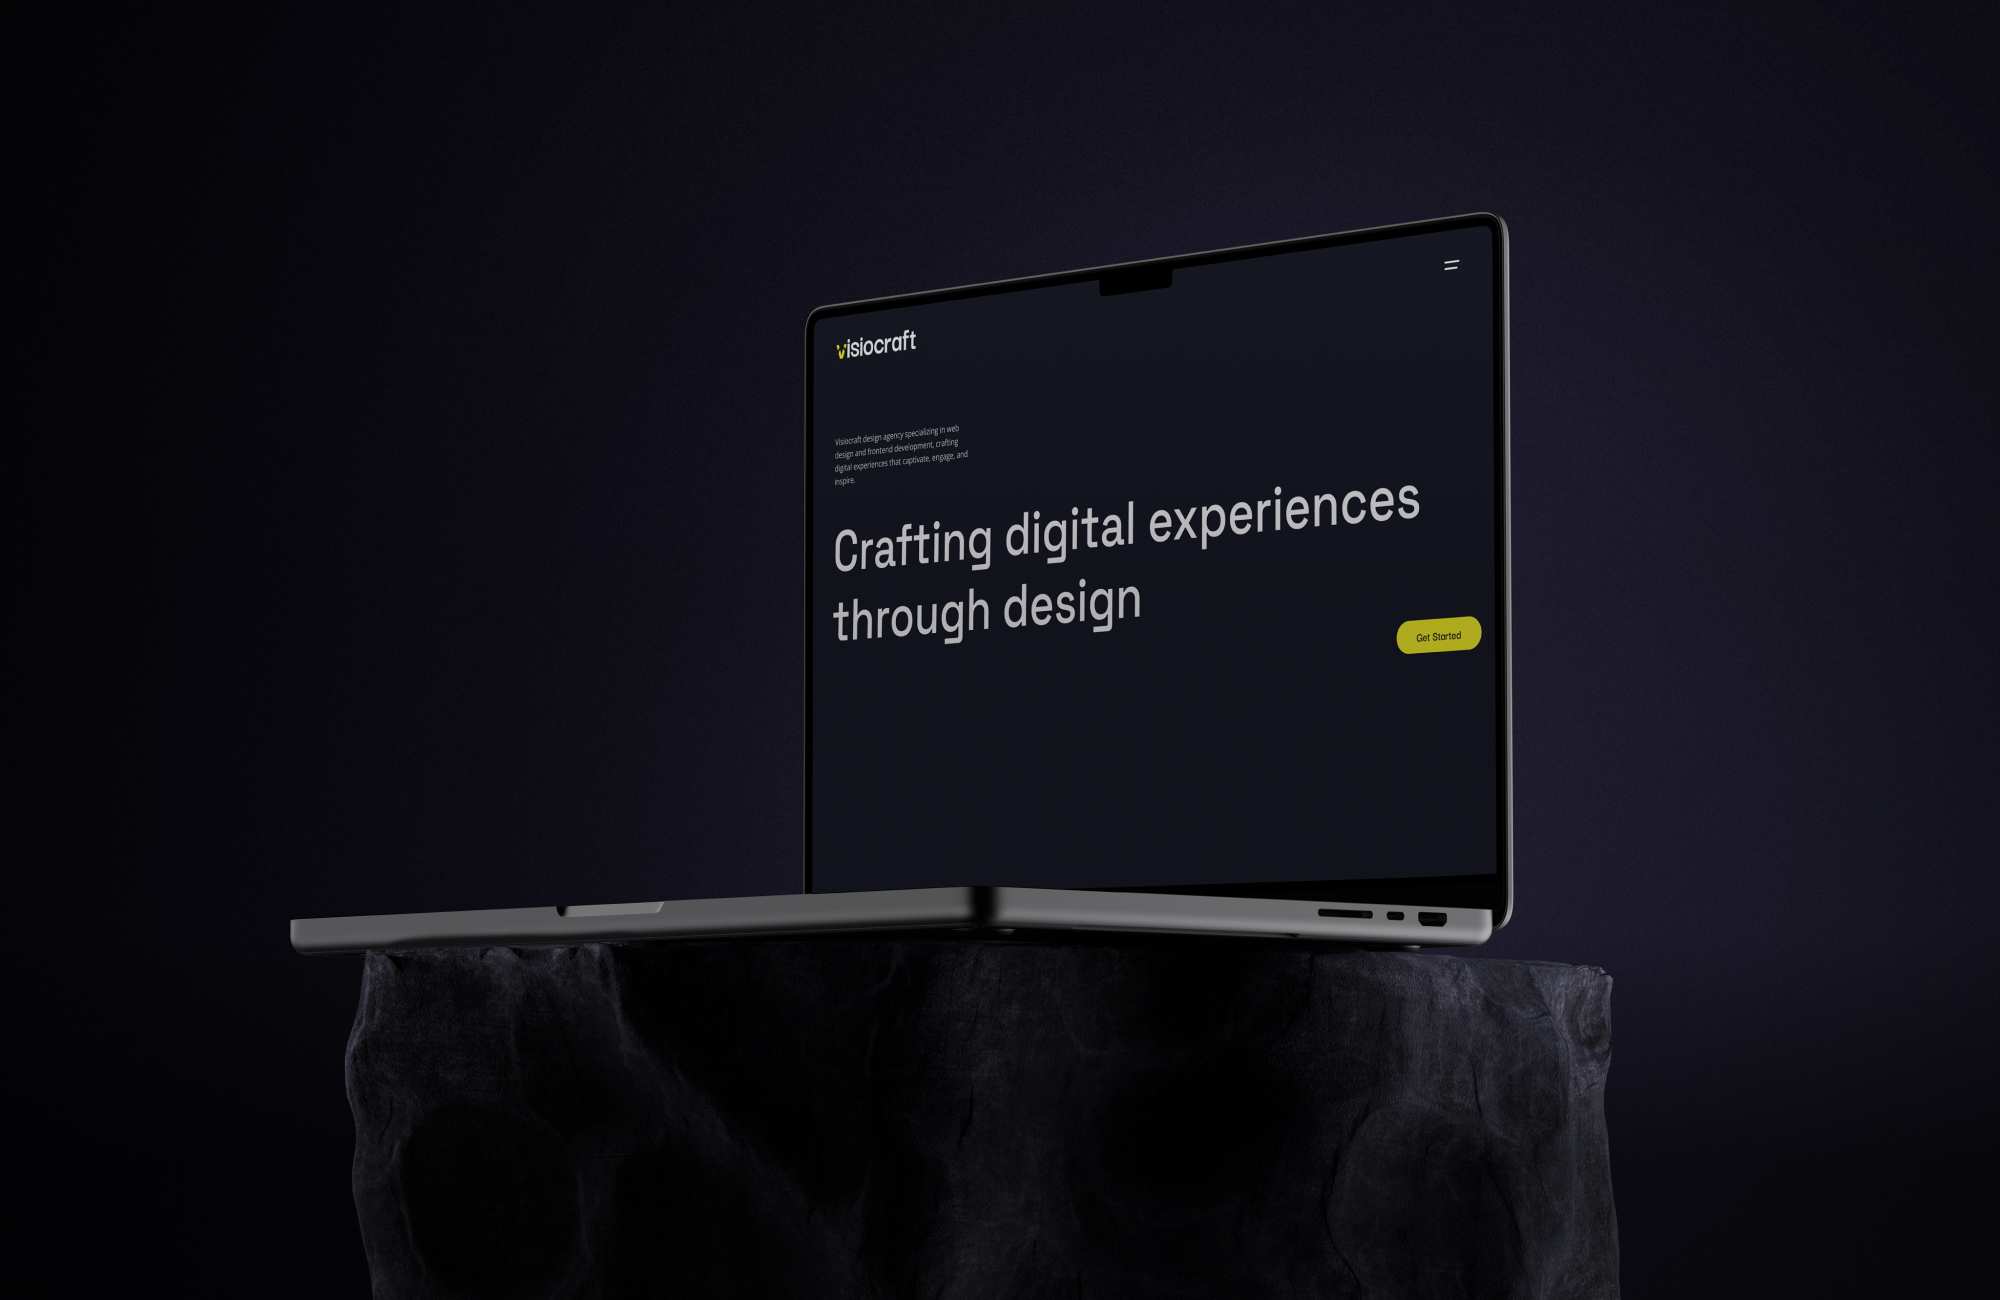 visiocraft
Visiocraft design agency specializing in web
design and frontend development, crafting
digital experiences that captivate, engage, and
inspire.
Crafting digital experiences
through design
Get Started